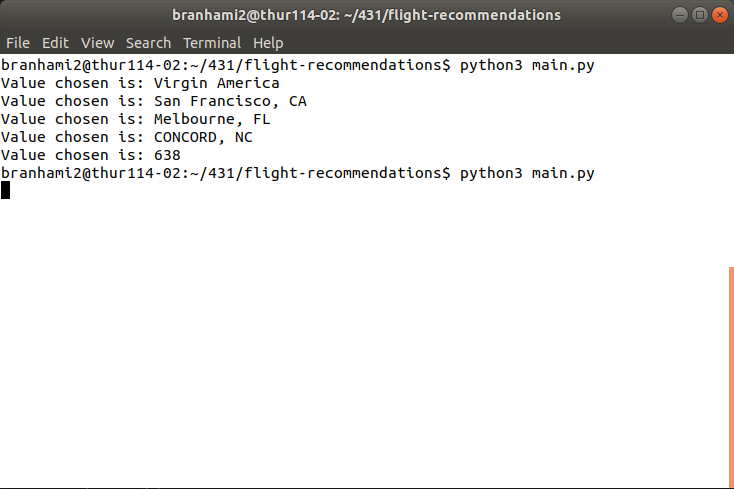 branhami2@thur114-02: ~/431/flight-recommendations
File Edit View Search Terminal Help
branhami2@thur114-02:~/431/flight-recommendations$ python3 main.py
Value chosen is: Virgin America
Value chosen is: San Francisco, CA
Value chosen is: Melbourne, FL
Value chosen is: CONCORD, NC
Value chosen is: 638
branhami2@thur114-02:~/431/flight-recommendations$ python3 main.py